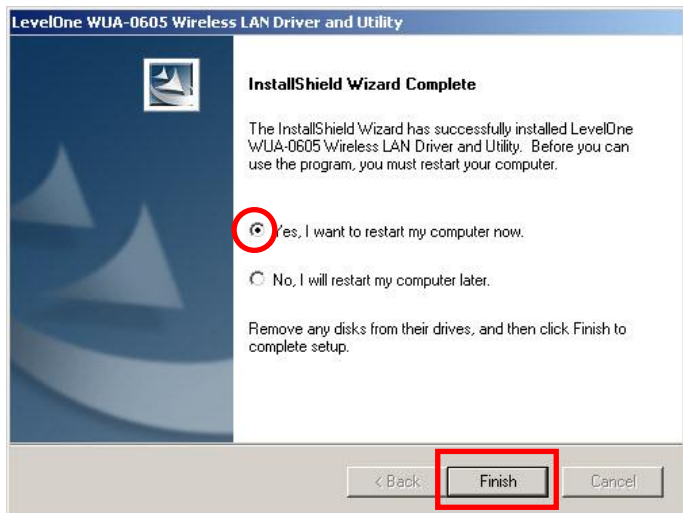 LevelOne WUA-0605 Wireless LAN Driver and Utility
InstallShield Wizard Complete
The InstallShield Wizard has successfully installed LevelOne
WUA-0605 Wireless LAN Driver and Utility. Before you can
use the program, you must restart your computer.
Yes, I want to restart my computer now.
No, I will restart my computer later.
Remove any disks from their drives, and then click Finish to
complete setup.
< Back
Finish
Cancel